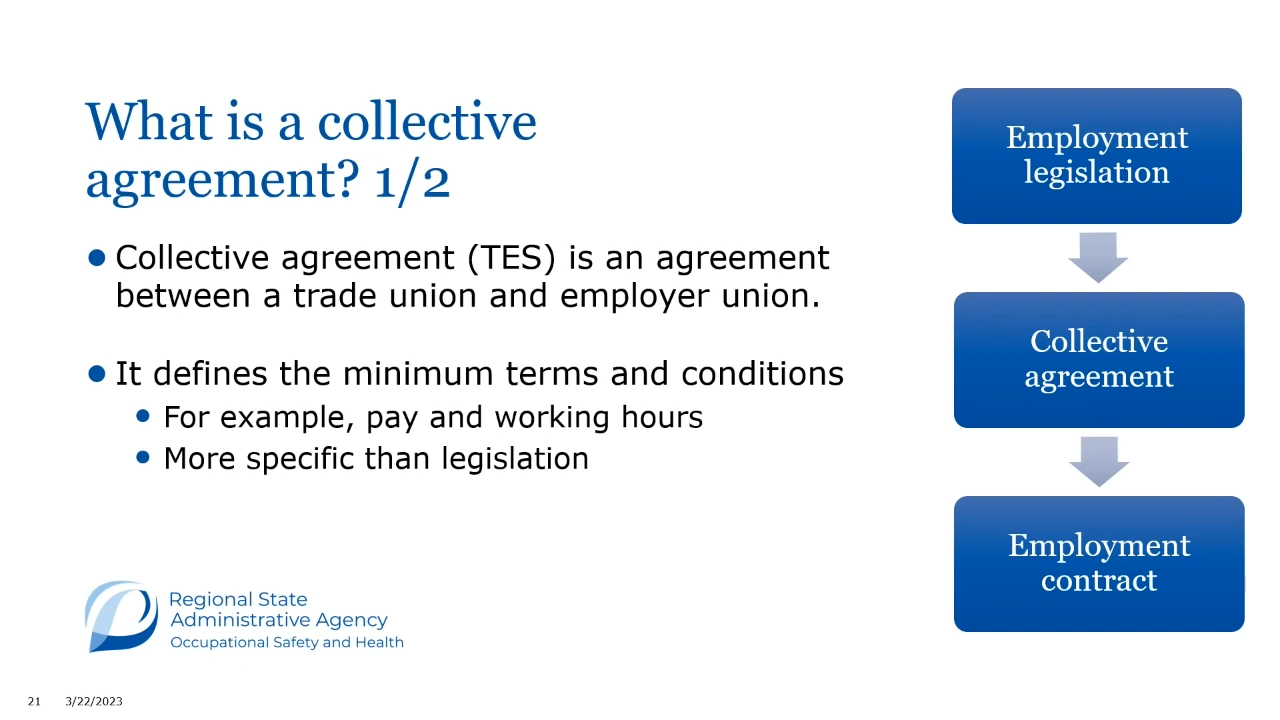 What is a collective
agreement? 1/2
• Collective agreement (TES) is an agreement
between a trade union and employer union.
• It defines the minimum terms and conditions
• For example, pay and working hours
• More specific than legislation
Employment
legislation
Collective
agreement
Employment
contract
Regional State
Administrative Agency
Occupational Safety and Health
21 3/22/2023